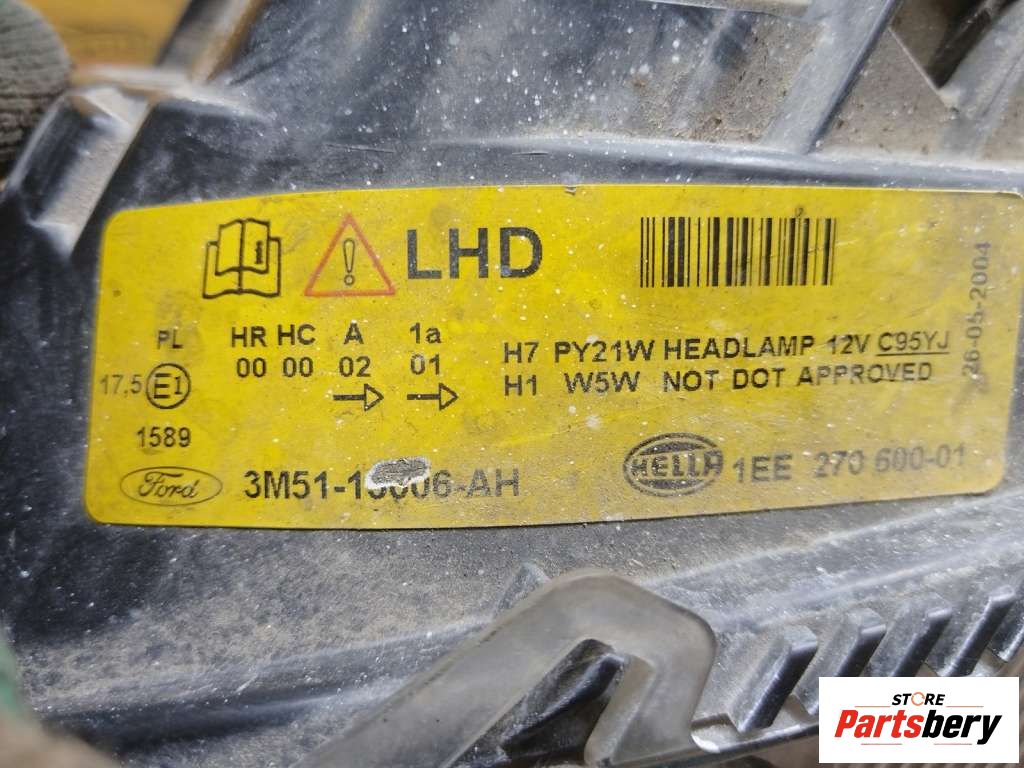 LHD
PL HR HC A 1a
00 00 02 01
H7 PY21W HEADLAMP 12V C95YJ
H1 W5W NOT DOT APPROVED
17,5 E1
1589
Ford
HELLA 1EE 270 600-01
26-05-2004
STORE
Partsbery